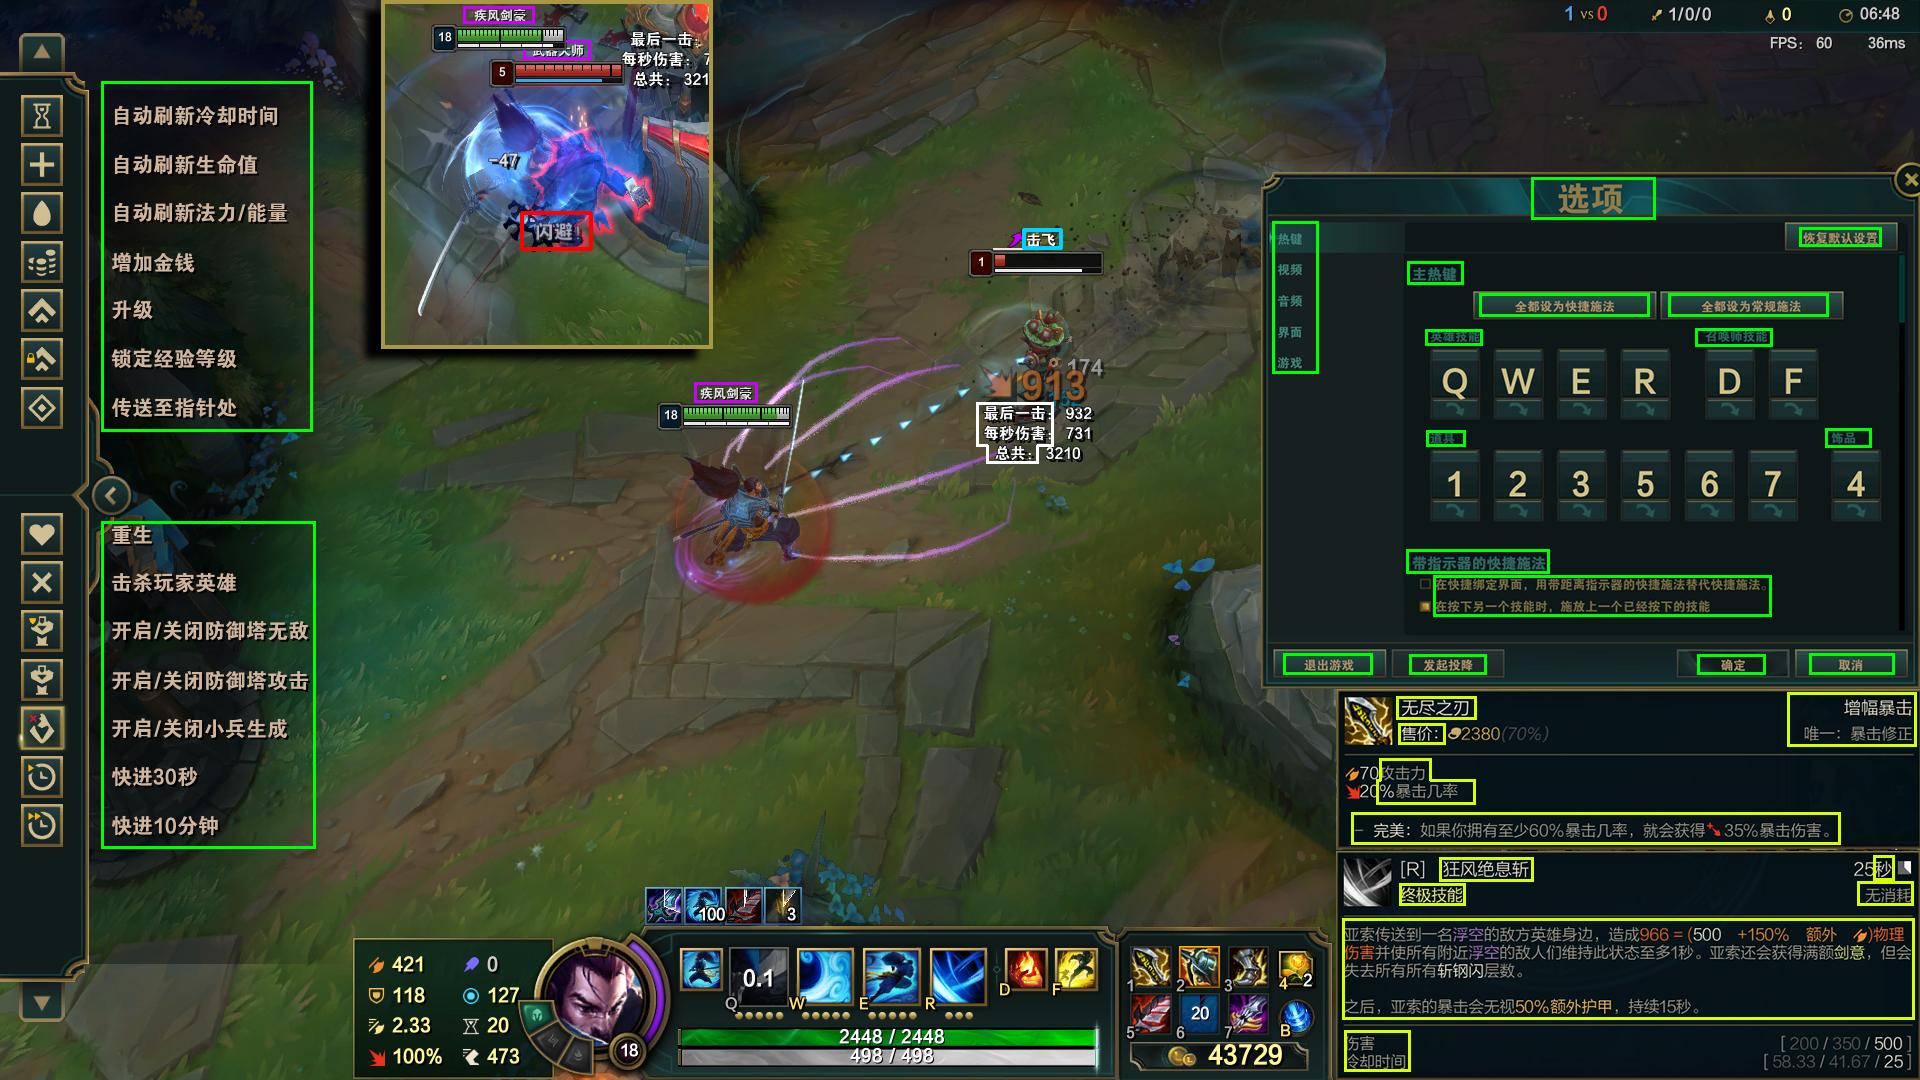 1 vs 0
1/0/0
0
06:48
FPS: 60
36ms
疾风剑豪
18
武器大师
5
最后一击:
每秒伤害: 7
总共: 321
-47
闪避!
自动刷新冷却时间
自动刷新生命值
自动刷新法力/能量
增加金钱
升级
锁定经验等级
传送至指针处
重生
击杀玩家英雄
开启/关闭防御塔无敌
开启/关闭防御塔攻击
开启/关闭小兵生成
快进30秒
快进10分钟
击飞
1
174
913
最后一击: 932
每秒伤害: 731
总共: 3210
疾风剑豪
18
选项
热键
视频
音频
界面
游戏
恢复默认设置
主热键
全都设为快捷施法
全都设为常规施法
英雄技能
召唤师技能
Q W E R D F
道具
饰品
1 2 3 5 6 7 4
带指示器的快捷施法
在快捷绑定界面，用带距离指示器的快捷施法替代快捷施法。
在按下另一个技能时，施放上一个已经按下的技能
退出游戏
发起投降
确定
取消
无尽之刃
售价: 2380(70%)
增幅暴击
唯一: 暴击修正
70攻击力
20%暴击几率
– 完美: 如果你拥有至少60%暴击几率，就会获得 35%暴击伤害。
[R] 狂风绝息斩
25秒
终极技能
无消耗
亚索传送到一名浮空的敌方英雄身边，造成966 = (500 +150% 额外 )物理
伤害并使所有附近浮空的敌人们维持此状态至多1秒。亚索还会获得满额剑意，但会
失去所有所有斩钢闪层数。
之后，亚索的暴击会无视50%额外护甲，持续15秒。
伤害
[ 200 / 350 / 500 ]
冷却时间
[ 58.33 / 41.67 / 25 ]
100
3
421 0
118 127
2.33 20
100% 473
18
0.1
Q W E R D F
2448 / 2448
498 / 498
1 2 3 4 2
5 6 20 7 B
43729